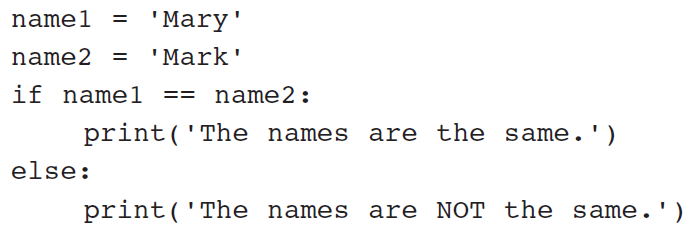 name1 = 'Mary'
name2 = 'Mark'
if name1 == name2:
    print('The names are the same.')
else:
    print('The names are NOT the same.')